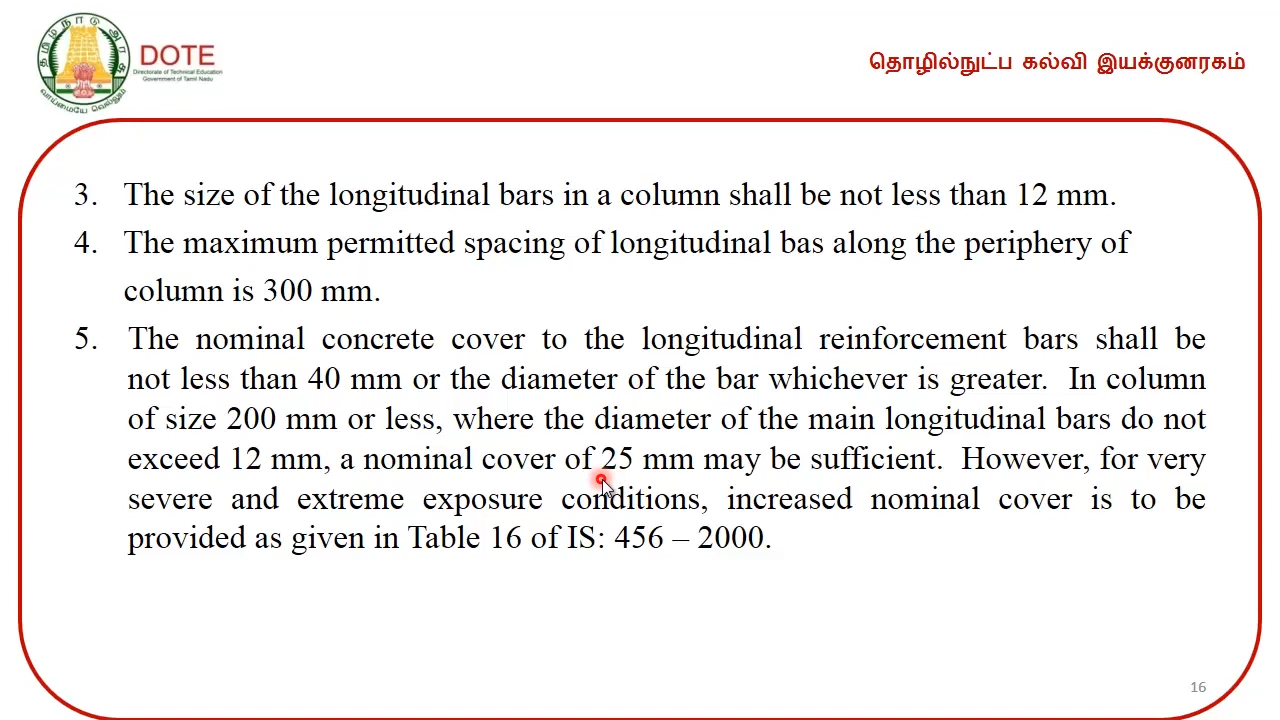 தமிழ்நாடு அரசு
வாய்மையே வெல்லும்
DOTE
Directorate of Technical Education
Government of Tamil Nadu
தொழில்நுட்ப கல்வி இயக்குனரகம்
3. The size of the longitudinal bars in a column shall be not less than 12 mm.
4. The maximum permitted spacing of longitudinal bas along the periphery of
column is 300 mm.
5. The nominal concrete cover to the longitudinal reinforcement bars shall be
not less than 40 mm or the diameter of the bar whichever is greater. In column
of size 200 mm or less, where the diameter of the main longitudinal bars do not
exceed 12 mm, a nominal cover of 25 mm may be sufficient. However, for very
severe and extreme exposure conditions, increased nominal cover is to be
provided as given in Table 16 of IS: 456 – 2000.
16